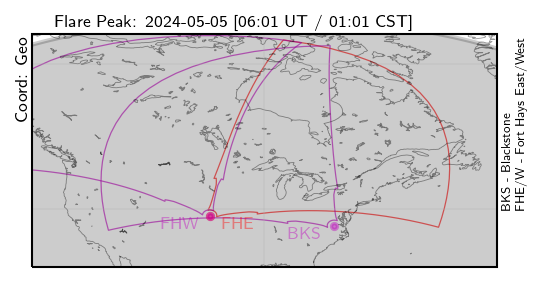 Flare Peak: 2024-05-05 [06:01 UT / 01:01 CST]
Coord: Geo
FHW
FHE
BKS
BKS - Blackstone
FHE/W - Fort Hays East/West